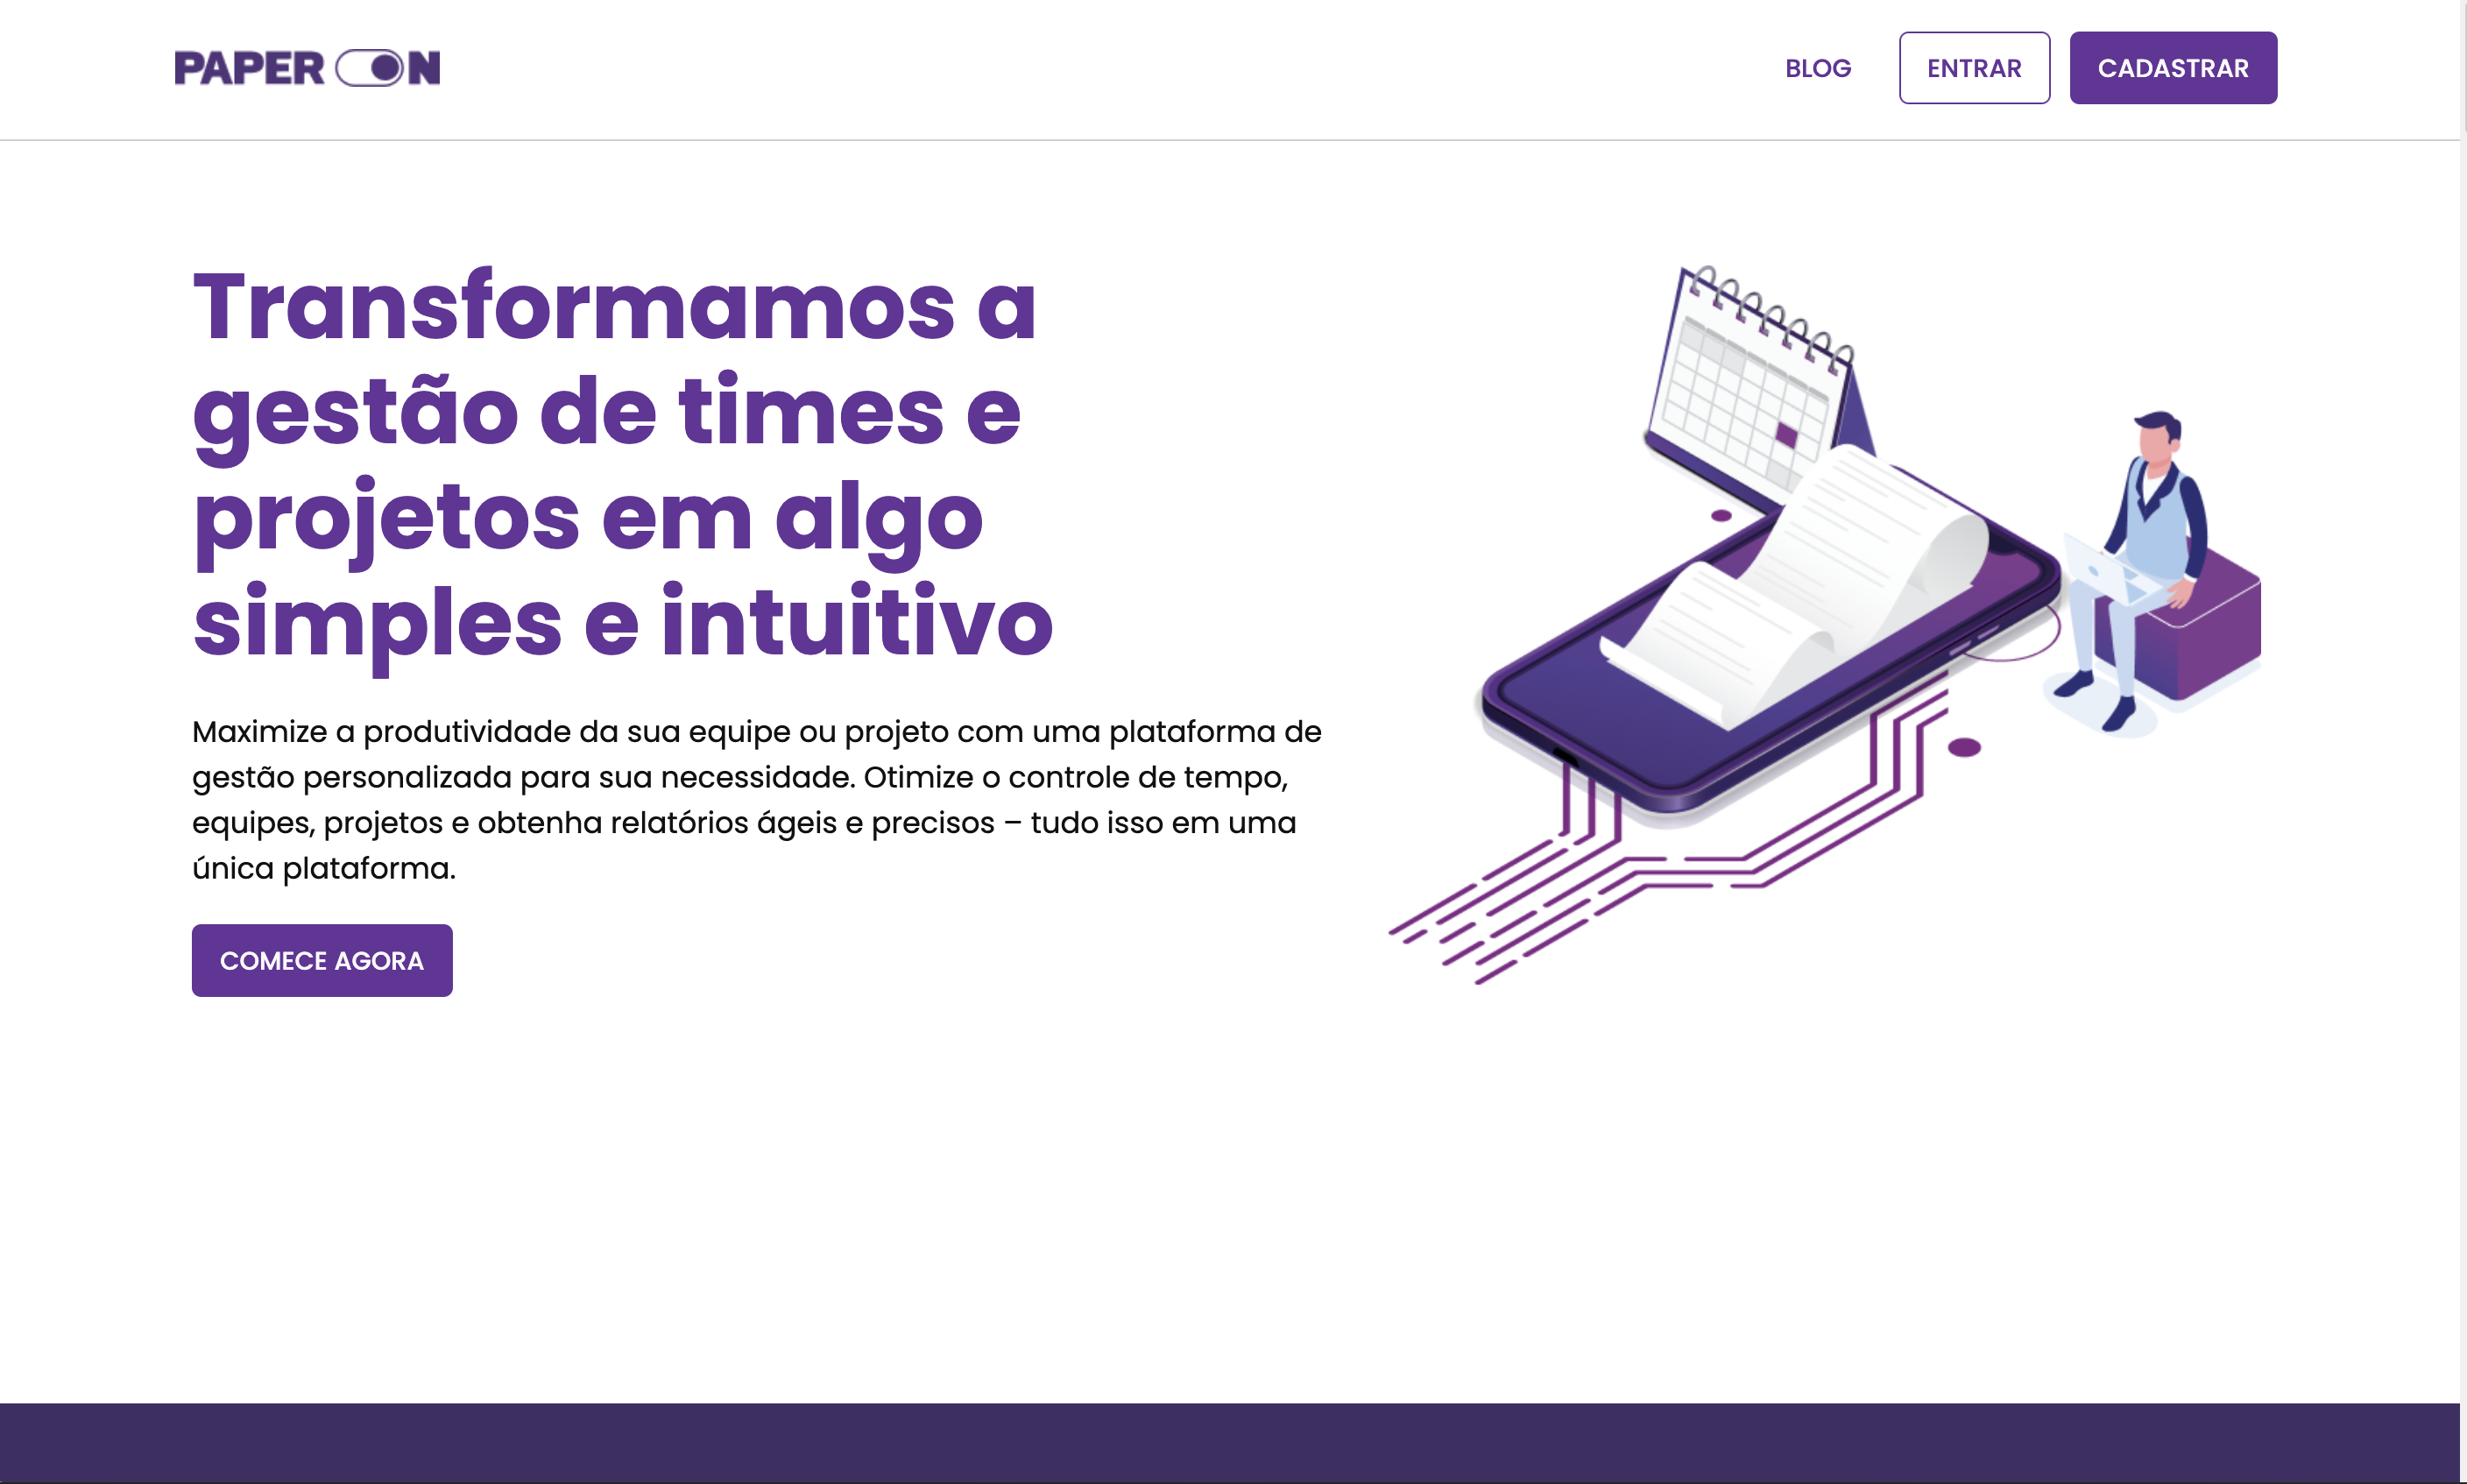 PAPER ON
BLOG
ENTRAR
CADASTRAR
Transformamos a
gestão de times e
projetos em algo
simples e intuitivo
Maximize a produtividade da sua equipe ou projeto com uma plataforma de
gestão personalizada para sua necessidade. Otimize o controle de tempo,
equipes, projetos e obtenha relatórios ágeis e precisos – tudo isso em uma
única plataforma.
COMECE AGORA